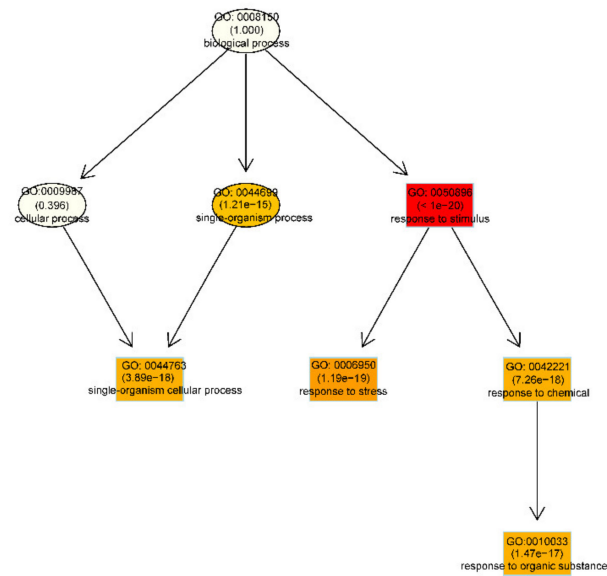 GO: 0008150
(1.000)
biological process
GO:0009987
(0.396)
cellular process
GO: 0044699
(1.21e−15)
single-organism process
GO:0050896
(< 1e−20)
response to stimulus
GO: 0044763
(3.89e−18)
single-organism cellular process
GO: 0006950
(1.19e−19)
response to stress
GO: 0042221
(7.26e−18)
response to chemical
GO:0010033
(1.47e−17)
response to organic substance